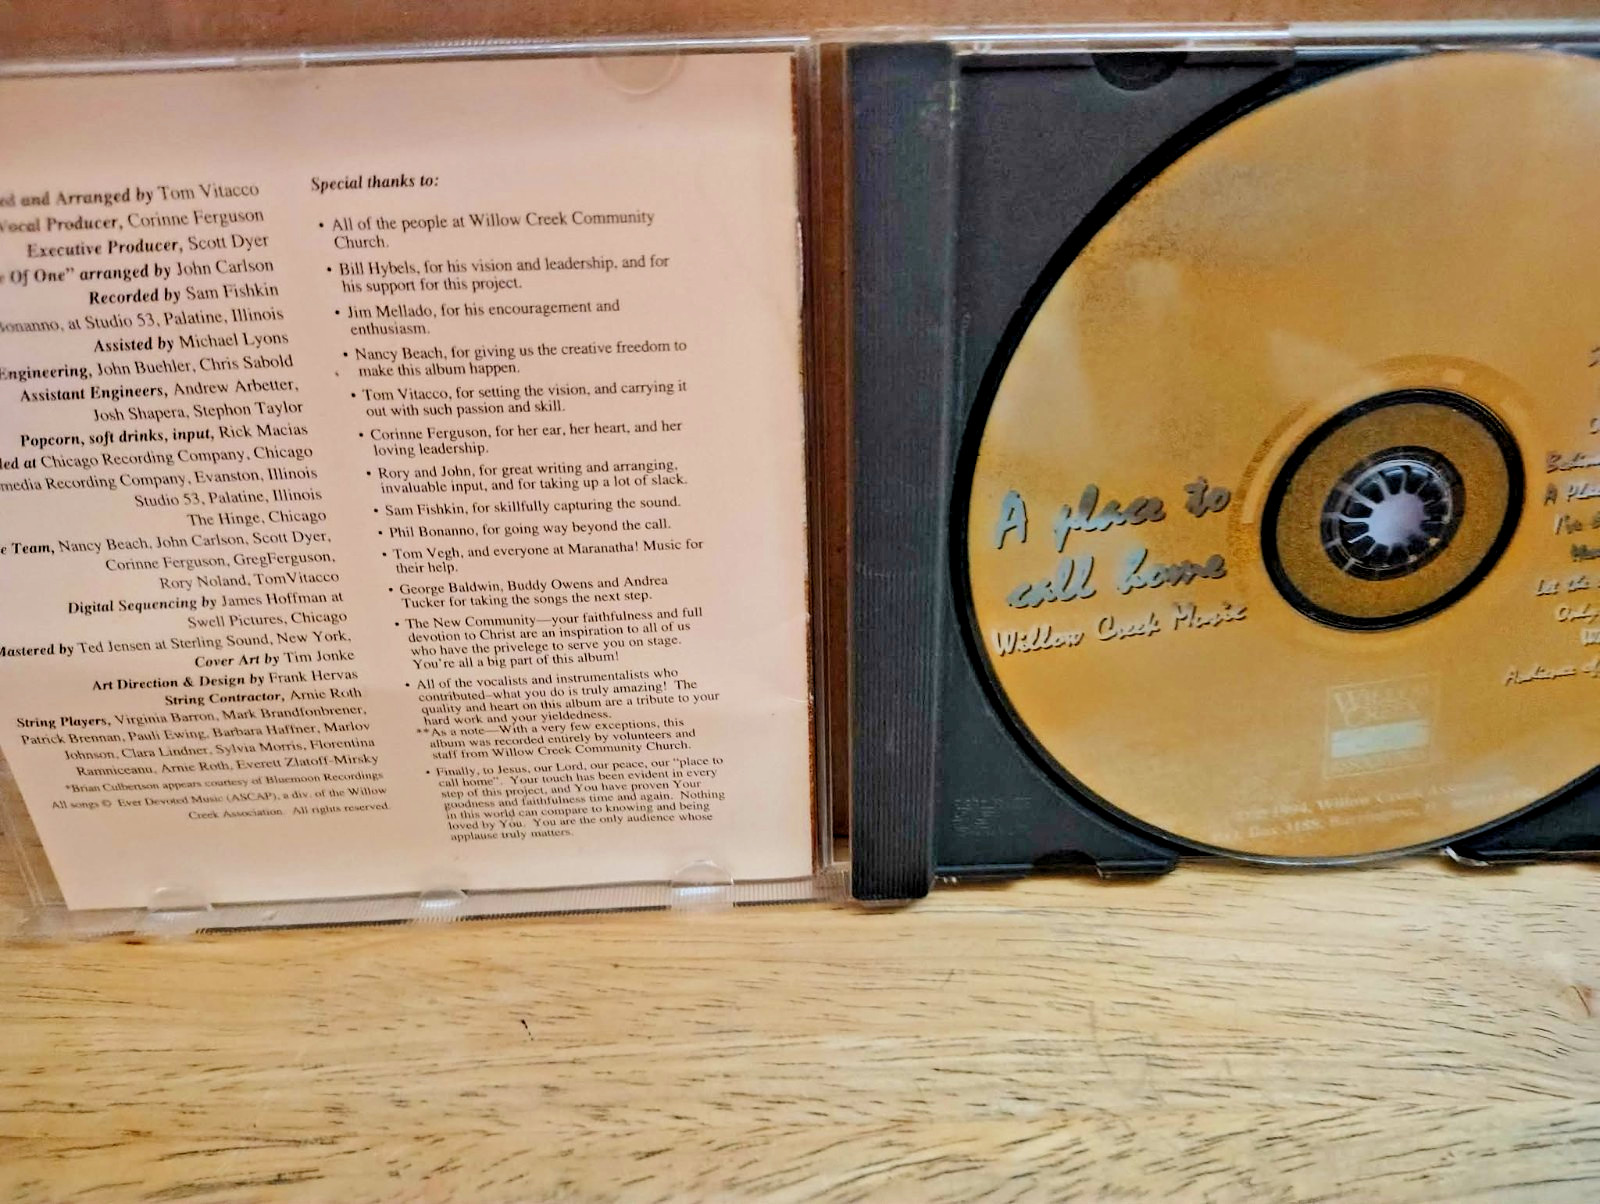 and Arranged by Tom Vitacco
Vocal Producer, Corinne Ferguson
Executive Producer, Scott Dyer
Of One" arranged by John Carlson
Recorded by Sam Fishkin
at Studio 53, Palatine, Illinois
Assisted by Michael Lyons
Engineering, John Buehler, Chris Sabold
Assistant Engineers, Andrew Arbetter,
Josh Shapera, Stephon Taylor
Popcorn, soft drinks, input, Rick Macias
at Chicago Recording Company, Chicago
media Recording Company, Evanston, Illinois
Studio 53, Palatine, Illinois
The Hinge, Chicago
Team, Nancy Beach, John Carlson, Scott Dyer,
Corinne Ferguson, GregFerguson,
Rory Noland, TomVitacco
Digital Sequencing by James Hoffman at
Swell Pictures, Chicago
Mastered by Ted Jensen at Sterling Sound, New York,
Cover Art by Tim Jonke
Art Direction & Design by Frank Hervas
String Contractor, Arnie Roth
String Players, Virginia Barron, Mark Brandfonbrener,
Patrick Brennan, Pauli Ewing, Barbara Haffner, Marlov
Johnson, Clara Lindner, Sylvia Morris, Florentina
Ramniceanu, Arnie Roth, Everett Zlatoff-Mirsky
*Brian Culbertson appears courtesy of Bluemoon Recordings
All songs © Ever Devoted Music (ASCAP), a div. of the Willow
Creek Association. All rights reserved.
Special thanks to:
• All of the people at Willow Creek Community
Church.
• Bill Hybels, for his vision and leadership, and for
his support for this project.
• Jim Mellado, for his encouragement and
enthusiasm.
• Nancy Beach, for giving us the creative freedom to
make this album happen.
• Tom Vitacco, for setting the vision, and carrying it
out with such passion and skill.
• Corinne Ferguson, for her ear, her heart, and her
loving leadership.
• Rory and John, for great writing and arranging,
invaluable input, and for taking up a lot of slack.
• Sam Fishkin, for skillfully capturing the sound.
• Phil Bonanno, for going way beyond the call.
• Tom Vegh, and everyone at Maranatha! Music for
their help.
• George Baldwin, Buddy Owens and Andrea
Tucker for taking the songs the next step.
• The New Community—your faithfulness and full
devotion to Christ are an inspiration to all of us
who have the privelege to serve you on stage.
You're all a big part of this album!
• All of the vocalists and instrumentalists who
contributed–what you do is truly amazing! The
quality and heart on this album are a tribute to your
hard work and your yieldedness.
**As a note—With a very few exceptions, this
album was recorded entirely by volunteers and
staff from Willow Creek Community Church.
• Finally, to Jesus, our Lord, our peace, our "place to
call home". Your touch has been evident in every
step of this project, and You have proven Your
goodness and faithfulness time and again. Nothing
in this world can compare to knowing and being
loved by You. You are the only audience whose
applause truly matters.
A place to
call home
Willow Creek Music
A Pla
I've
Let the
Audience of
WILLOW
CREEK
1994, Willow Creek
Box 3188,